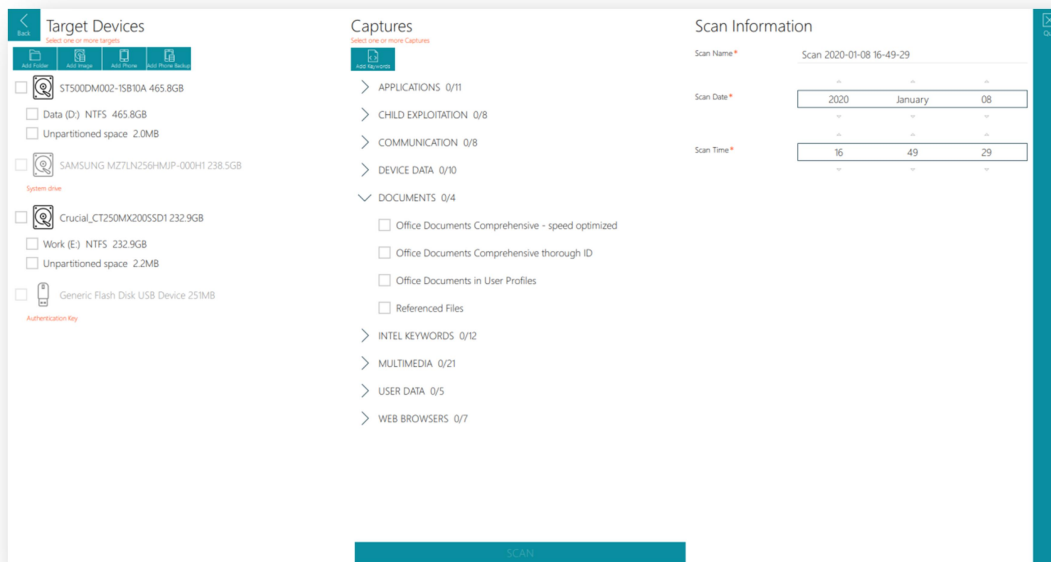 Back
Target Devices
Select one or more targets
Add Folder
Add Image
Add Phone
Add Phone Backup
ST500DM002-1SB10A 465.8GB
Data (D:) NTFS 465.8GB
Unpartitioned space 2.0MB
SAMSUNG MZ7LN256HMJP-000H1 238.5GB
System drive
Crucial_CT250MX200SSD1 232.9GB
Work (E:) NTFS 232.9GB
Unpartitioned space 2.2MB
Generic Flash Disk USB Device 251MB
Authentication Key
Captures
Select one or more Captures
Add Keywords
APPLICATIONS 0/11
CHILD EXPLOITATION 0/8
COMMUNICATION 0/8
DEVICE DATA 0/10
DOCUMENTS 0/4
Office Documents Comprehensive - speed optimized
Office Documents Comprehensive thorough ID
Office Documents in User Profiles
Referenced Files
INTEL KEYWORDS 0/12
MULTIMEDIA 0/21
USER DATA 0/5
WEB BROWSERS 0/7
Scan Information
Scan Name * Scan 2020-01-08 16-49-29
Scan Date * 2020 January 08
Scan Time * 16 49 29
SCAN